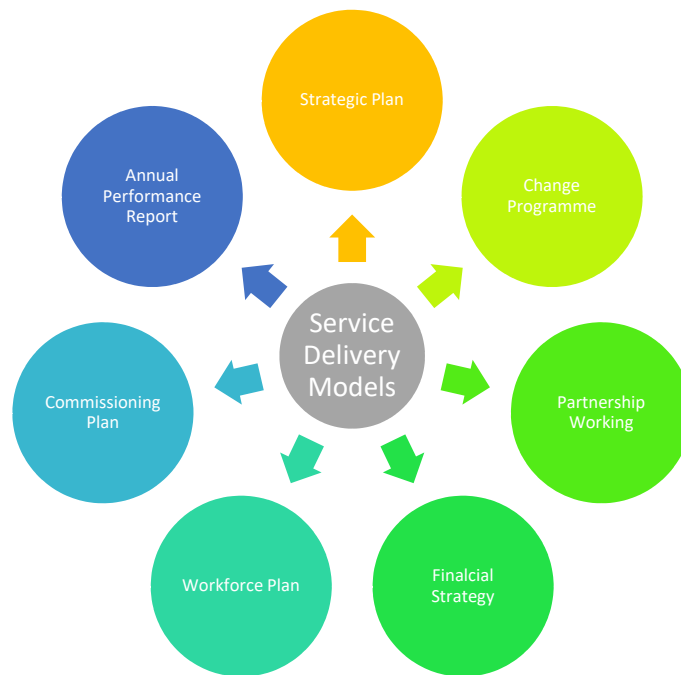 Strategic Plan
Annual
Performance
Report
Change
Programme
Service
Delivery
Models
Commissioning
Plan
Partnership
Working
Workforce Plan
Finalcial
Strategy